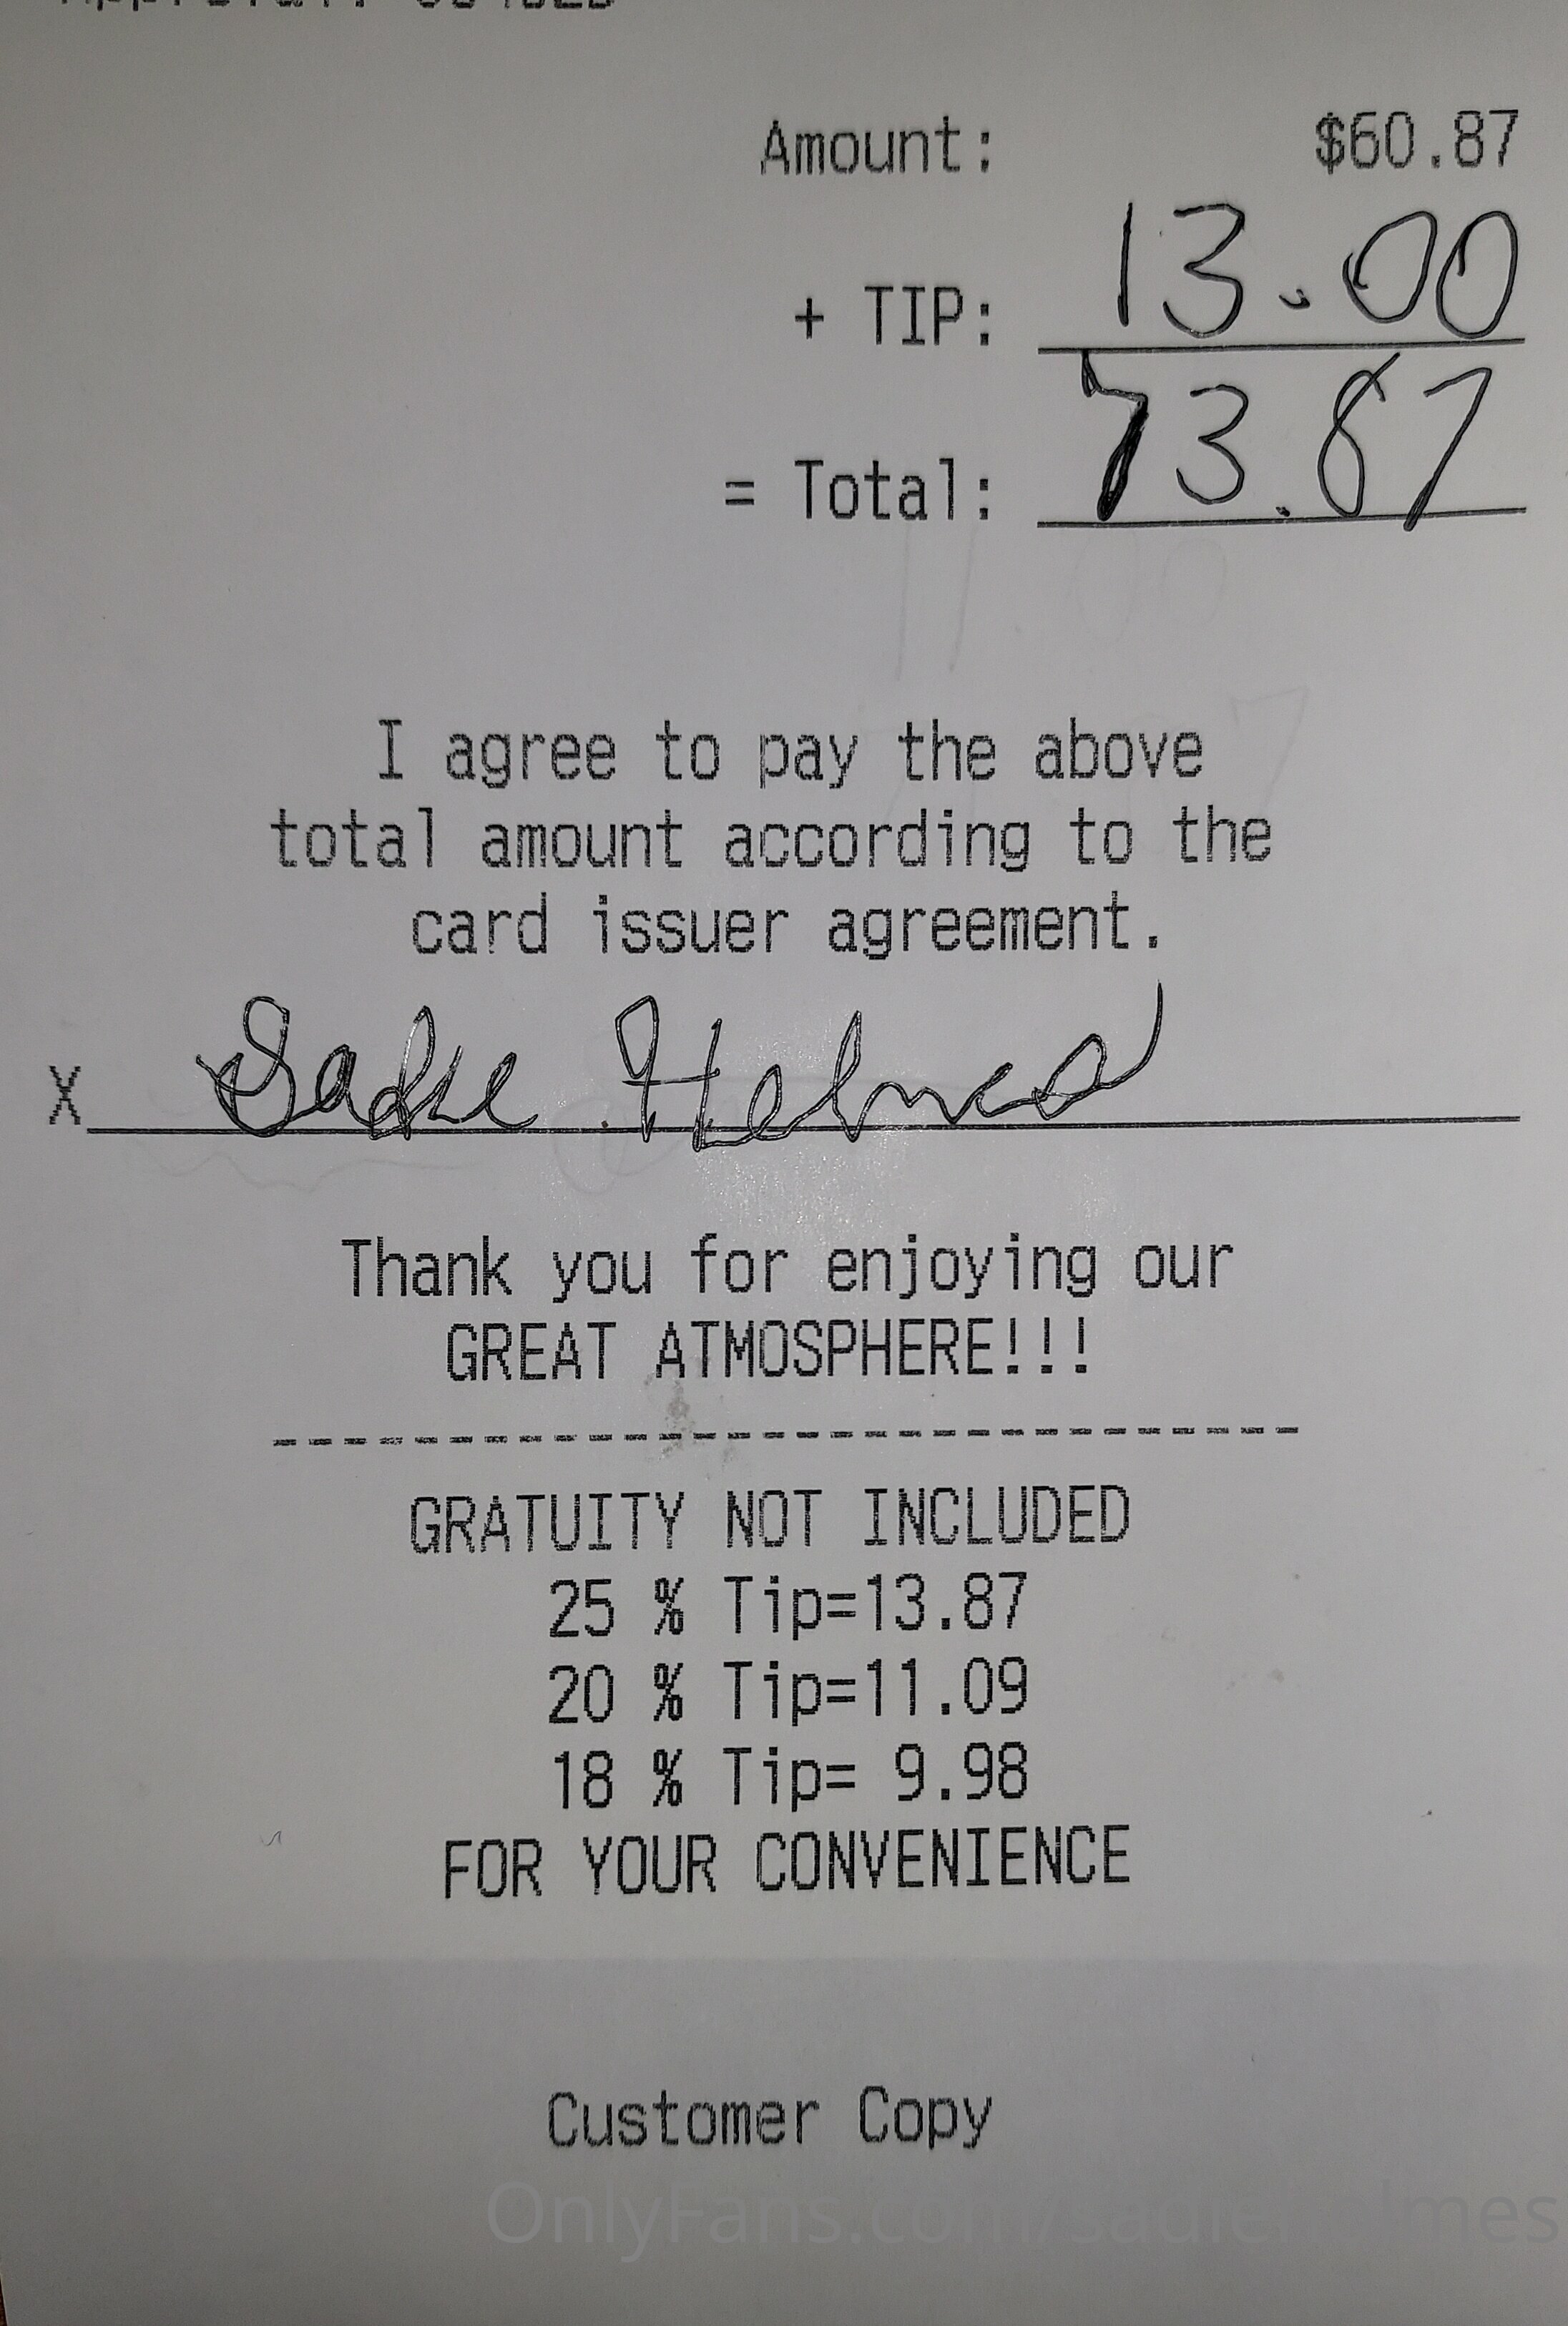 Amount: $60.87
+ TIP: 13.00
= Total: 73.87
I agree to pay the above
total amount according to the
card issuer agreement.
X Sadie Holmes
Thank you for enjoying our
GREAT ATMOSPHERE!!!
--------------------------------
GRATUITY NOT INCLUDED
25 % Tip=13.87
20 % Tip=11.09
18 % Tip= 9.98
FOR YOUR CONVENIENCE
Customer Copy
OnlyFans.com/sadieholmes